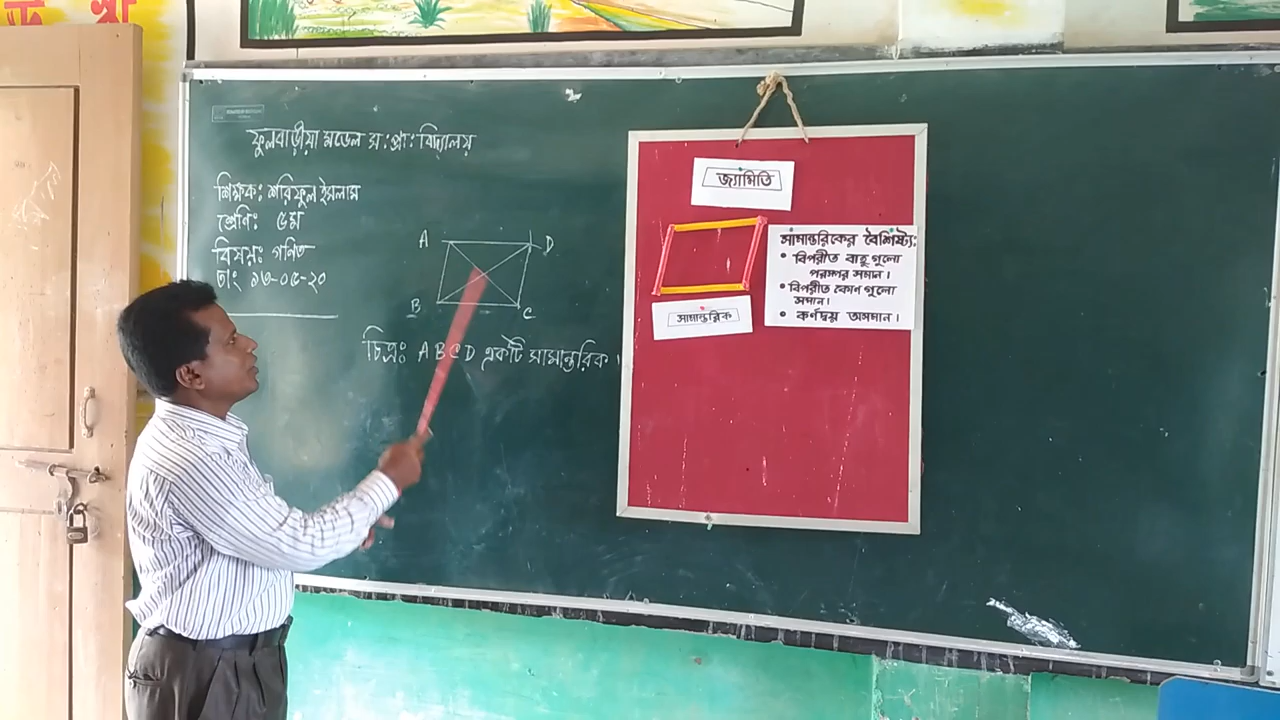 ফুলবাড়ীয়া মডেল স:প্রা: বিদ্যালয়
শিক্ষক: শরিফুল ইসলাম
শ্রেণি: ৫ম
বিষয়: গনিত
তাং ১৩-০৫-২০
A
D
B
C
চিত্র: ABCD একটি সামান্তরিক।
জ্যামিতি
সামান্তরিকের বৈশিষ্ট্য:
• বিপরীত বাহু গুলো
পরস্পর সমান।
• বিপরীত কোণ গুলো
সমান।
• কর্ণদ্বয় অসমান।
সামান্তরিক